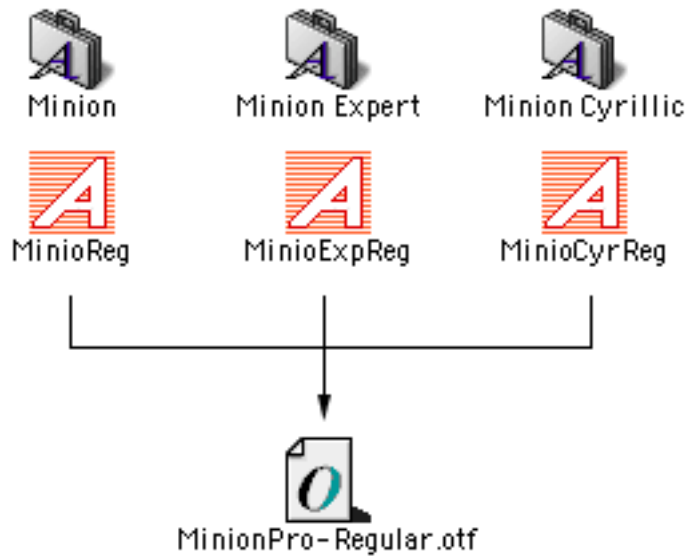 Minion
Minion Expert
Minion Cyrillic
MinioReg
MinioExpReg
MinioCyrReg
MinionPro-Regular.otf